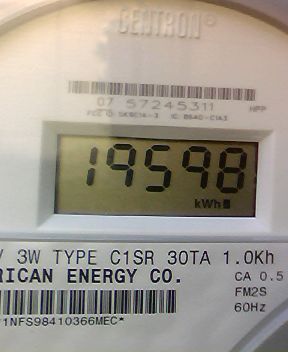 CENTRON®
07 57245311 HPP
19598
kWh
V 3W TYPE C1SR 30TA 1.0Kh
RICAN ENERGY CO.
CA 0.5
FM2S
60Hz
1NFS98410366MEC*